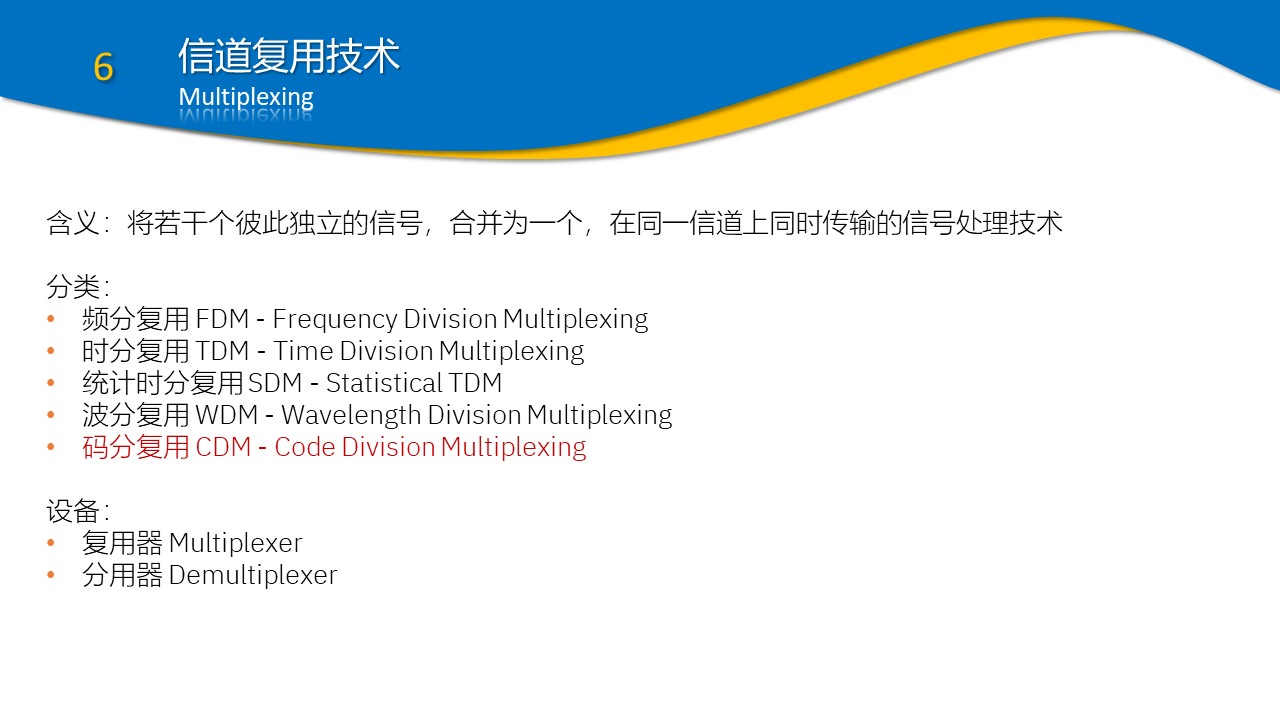 6
信道复用技术
Multiplexing
含义：将若干个彼此独立的信号，合并为一个，在同一信道上同时传输的信号处理技术
分类：
• 频分复用 FDM - Frequency Division Multiplexing
• 时分复用 TDM - Time Division Multiplexing
• 统计时分复用 SDM - Statistical TDM
• 波分复用 WDM - Wavelength Division Multiplexing
• 码分复用 CDM - Code Division Multiplexing
设备：
• 复用器 Multiplexer
• 分用器 Demultiplexer